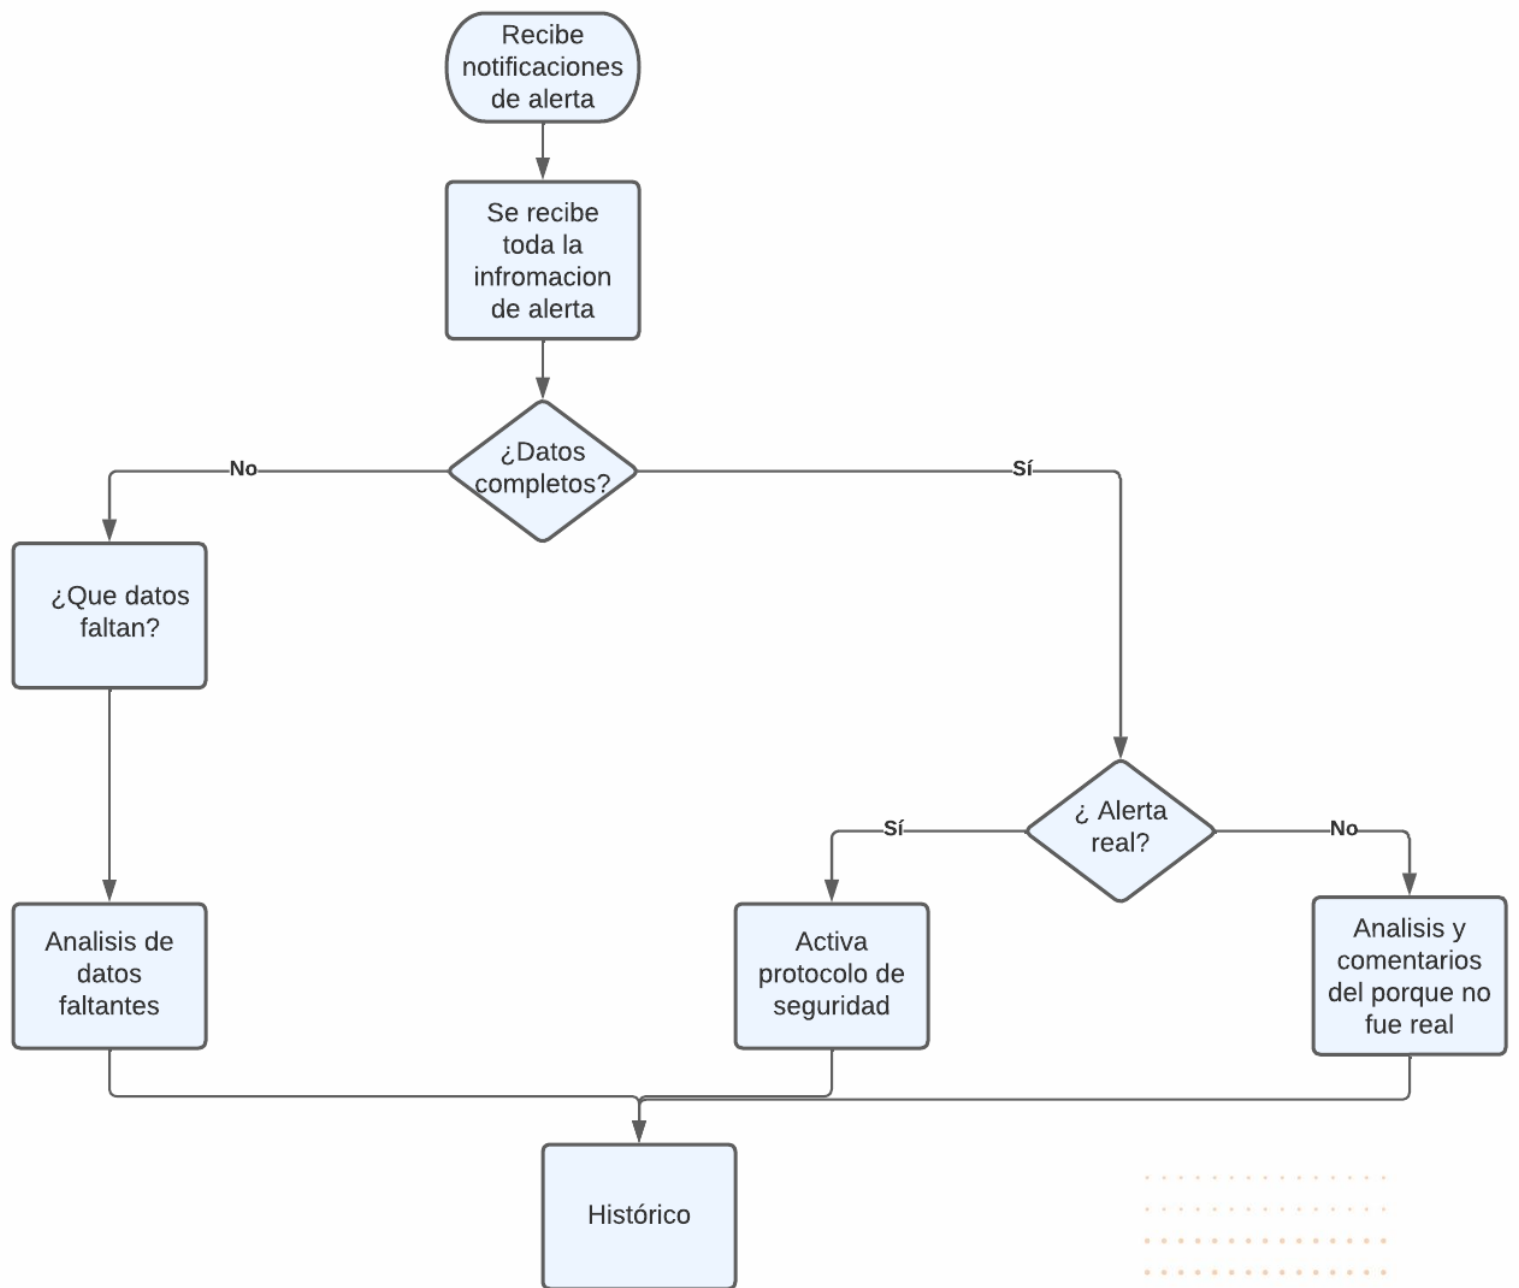 Recibe
notificaciones
de alerta
Se recibe
toda la
infromacion
de alerta
¿Datos
completos?
No
Sí
¿Que datos
faltan?
¿ Alerta
real?
Sí
No
Analisis de
datos
faltantes
Activa
protocolo de
seguridad
Analisis y
comentarios
del porque no
fue real
Histórico